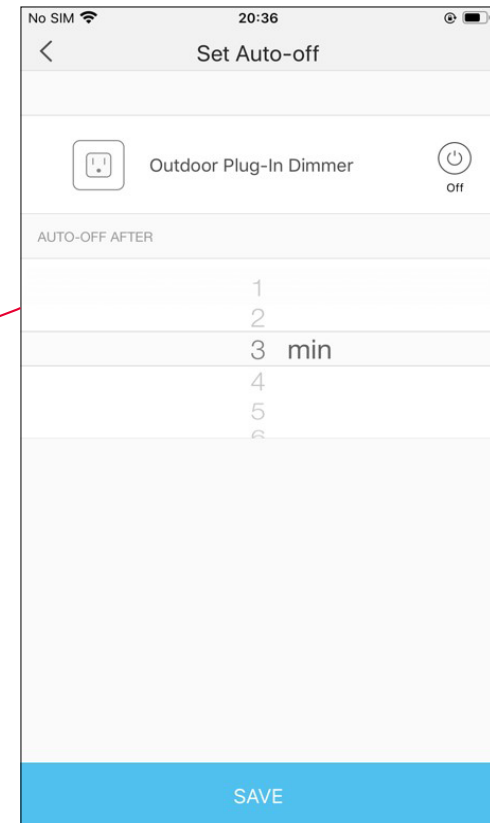 No SIM 20:36
Set Auto-off
Outdoor Plug-In Dimmer
Off
AUTO-OFF AFTER
1
2
3 min
4
5
6
SAVE